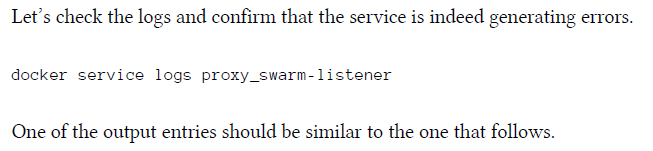 Let’s check the logs and confirm that the service is indeed generating errors.
docker service logs proxy_swarm-listener
One of the output entries should be similar to the one that follows.